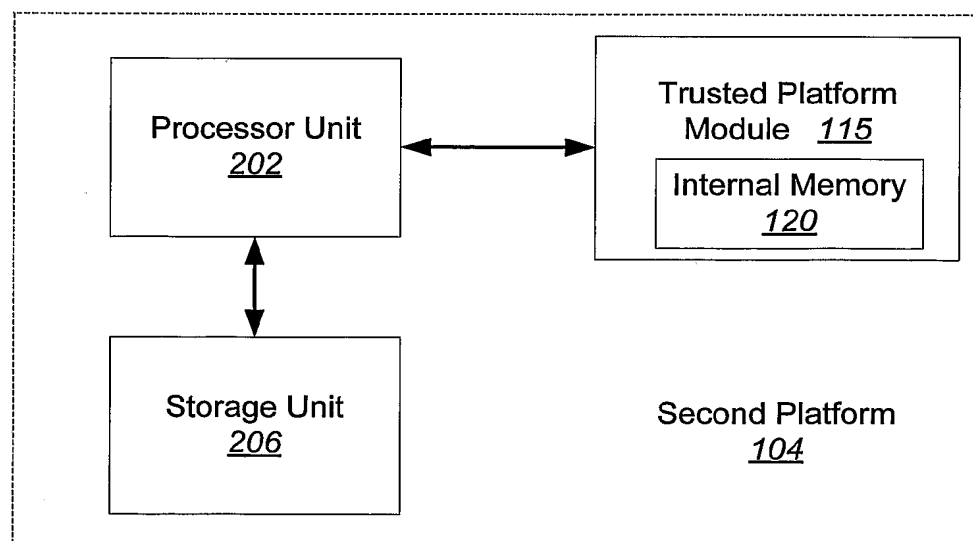 Processor Unit
202
Trusted Platform
Module 115
Internal Memory
120
Storage Unit
206
Second Platform
104